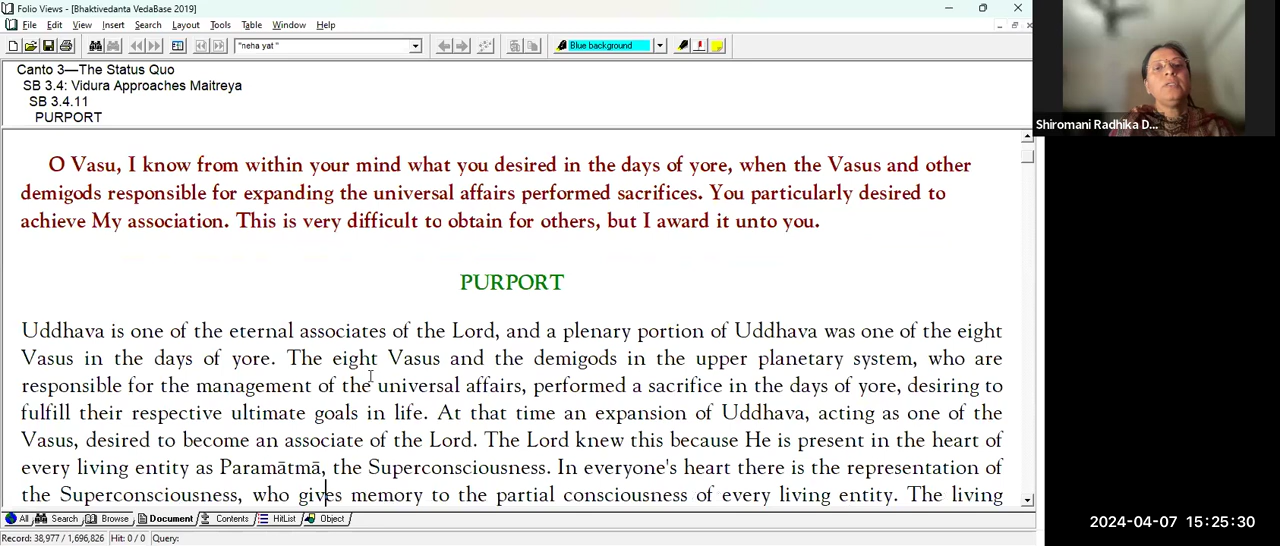 Folio Views - [Bhaktivedanta VedaBase 2019]
File Edit View Insert Search Layout Tools Table Window Help
"neha yat "
Blue background
Canto 3—The Status Quo
SB 3.4: Vidura Approaches Maitreya
SB 3.4.11
PURPORT
O Vasu, I know from within your mind what you desired in the days of yore, when the Vasus and other
demigods responsible for expanding the universal affairs performed sacrifices. You particularly desired to
achieve My association. This is very difficult to obtain for others, but I award it unto you.
PURPORT
Uddhava is one of the eternal associates of the Lord, and a plenary portion of Uddhava was one of the eight
Vasus in the days of yore. The eight Vasus and the demigods in the upper planetary system, who are
responsible for the management of the universal affairs, performed a sacrifice in the days of yore, desiring to
fulfill their respective ultimate goals in life. At that time an expansion of Uddhava, acting as one of the
Vasus, desired to become an associate of the Lord. The Lord knew this because He is present in the heart of
every living entity as Paramātmā, the Superconsciousness. In everyone's heart there is the representation of
the Superconsciousness, who gives memory to the partial consciousness of every living entity. The living
All Search Browse Document Contents HitList Object
Record: 38,977 / 1,696,826 Hit: 0 / 0 Query:
Shiromani Radhika D...
2024-04-07 15:25:30